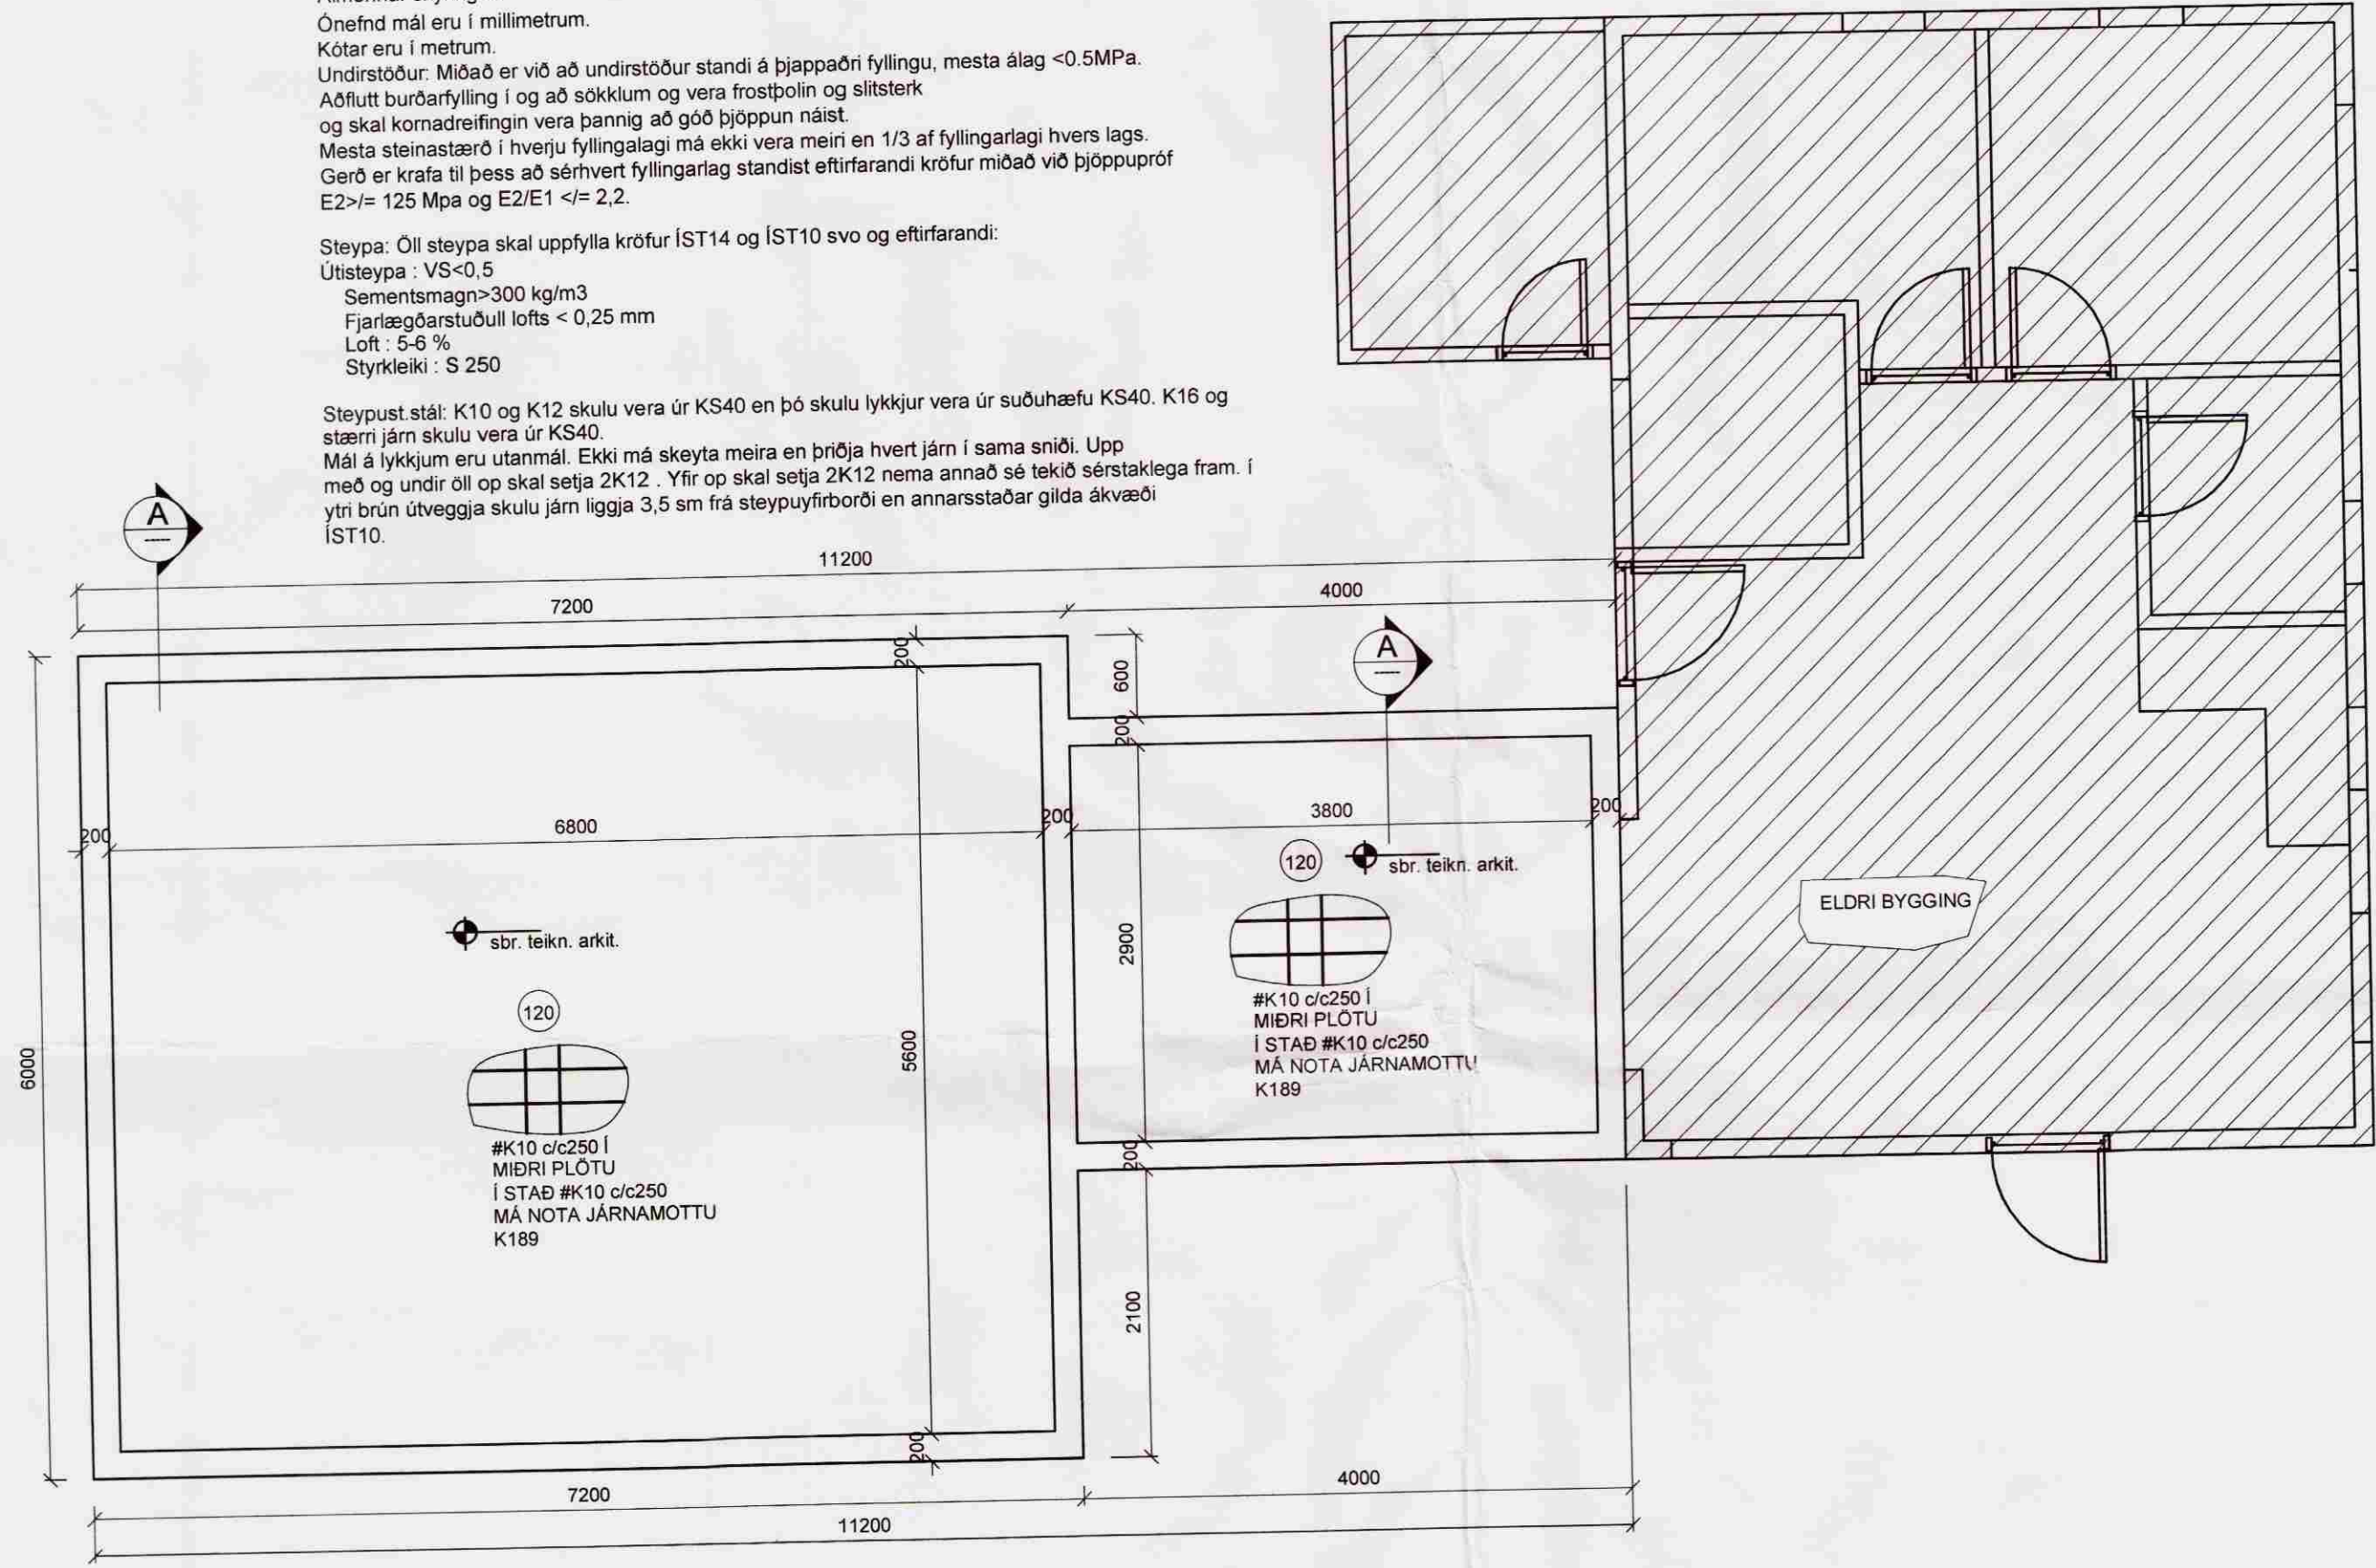 Ónefnd mál eru í millimetrum.
Kótar eru í metrum.
Undirstöður: Miðað er við að undirstöður standi á þjappaðri fyllingu, mesta álag <0.5MPa.
Aðflutt burðarfylling í og að sökklum og vera frostþolin og slitsterk
og skal kornadreifingin vera þannig að góð þjöppun náist.
Mesta steinastærð í hverju fyllingalagi má ekki vera meiri en 1/3 af fyllingarlagi hvers lags.
Gerð er krafa til þess að sérhvert fyllingarlag standist eftirfarandi kröfur miðað við þjöppupróf
E2>/= 125 Mpa og E2/E1 </= 2,2.
Steypa: Öll steypa skal uppfylla kröfur ÍST14 og ÍST10 svo og eftirfarandi:
Útisteypa : VS<0,5
Sementsmagn>300 kg/m3
Fjarlægðarstuðull lofts < 0,25 mm
Loft : 5-6 %
Styrkleiki : S 250
Steypust.stál: K10 og K12 skulu vera úr KS40 en þó skulu lykkjur vera úr suðuhæfu KS40. K16 og
stærri járn skulu vera úr KS40.
Mál á lykkjum eru utanmál. Ekki má skeyta meira en þriðja hvert járn í sama sniði. Upp
með og undir öll op skal setja 2K12 . Yfir op skal setja 2K12 nema annað sé tekið sérstaklega fram. í
ytri brún útveggja skulu járn liggja 3,5 sm frá steypuyfirborði en annarsstaðar gilda ákvæði
ÍST10.
A
11200
7200
4000
A
200
600
200
200
6800
200
3800
200
120
sbr. teikn. arkit.
ELDRI BYGGING
sbr. teikn. arkit.
2900
#K10 c/c250 Í
MIÐRI PLÖTU
Í STAÐ #K10 c/c250
MÁ NOTA JÁRNAMOTTU
K189
120
6000
5600
#K10 c/c250 Í
MIÐRI PLÖTU
Í STAÐ #K10 c/c250
MÁ NOTA JÁRNAMOTTU
K189
200
2100
200
7200
4000
11200